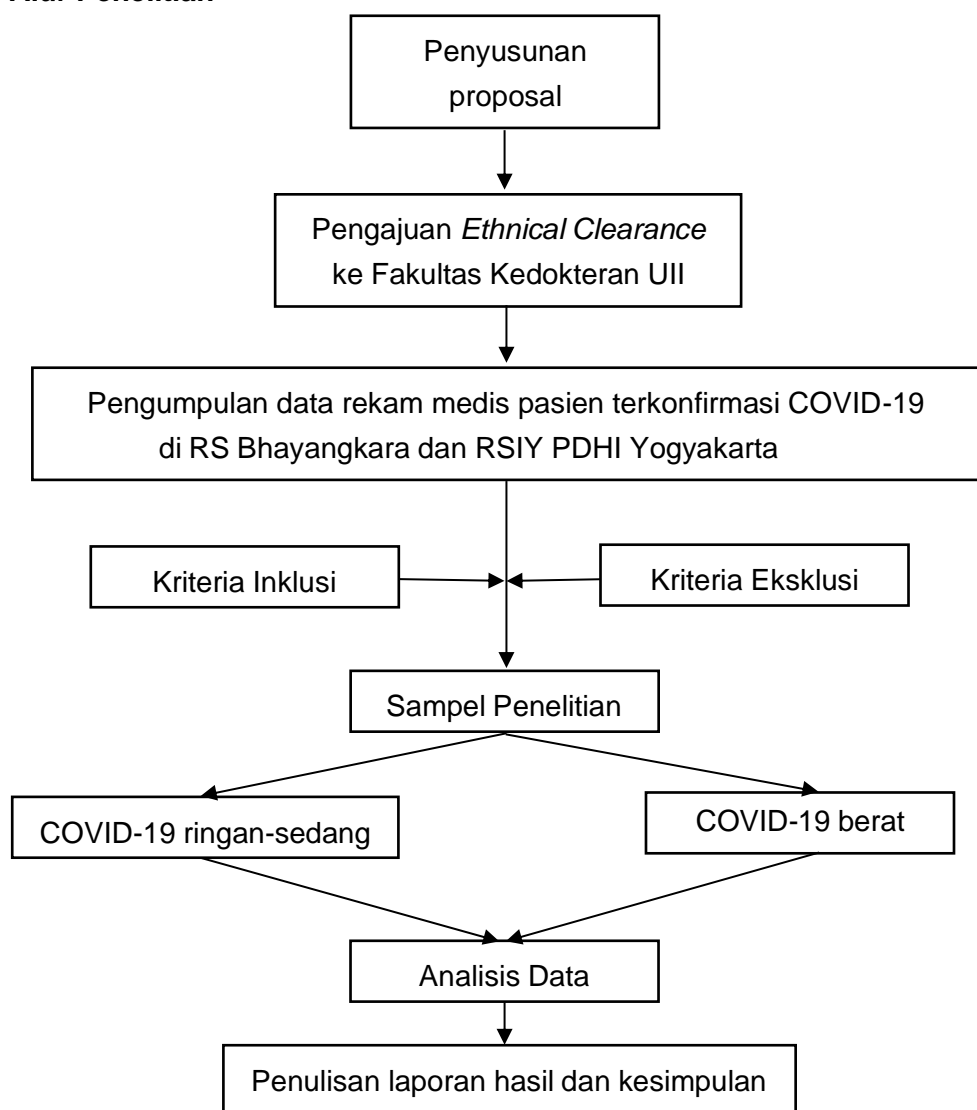 Penyusunan
proposal
Pengajuan Ethnical Clearance
ke Fakultas Kedokteran UII
Pengumpulan data rekam medis pasien terkonfirmasi COVID-19
di RS Bhayangkara dan RSIY PDHI Yogyakarta
Kriteria Inklusi
Kriteria Eksklusi
Sampel Penelitian
COVID-19 ringan-sedang
COVID-19 berat
Analisis Data
Penulisan laporan hasil dan kesimpulan